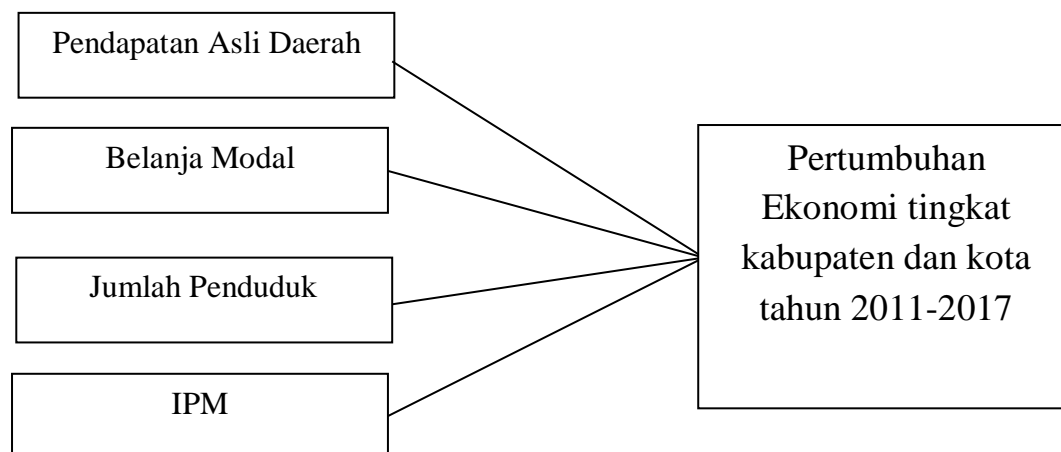 Pendapatan Asli Daerah
Belanja Modal
Jumlah Penduduk
IPM
Pertumbuhan
Ekonomi tingkat
kabupaten dan kota
tahun 2011-2017